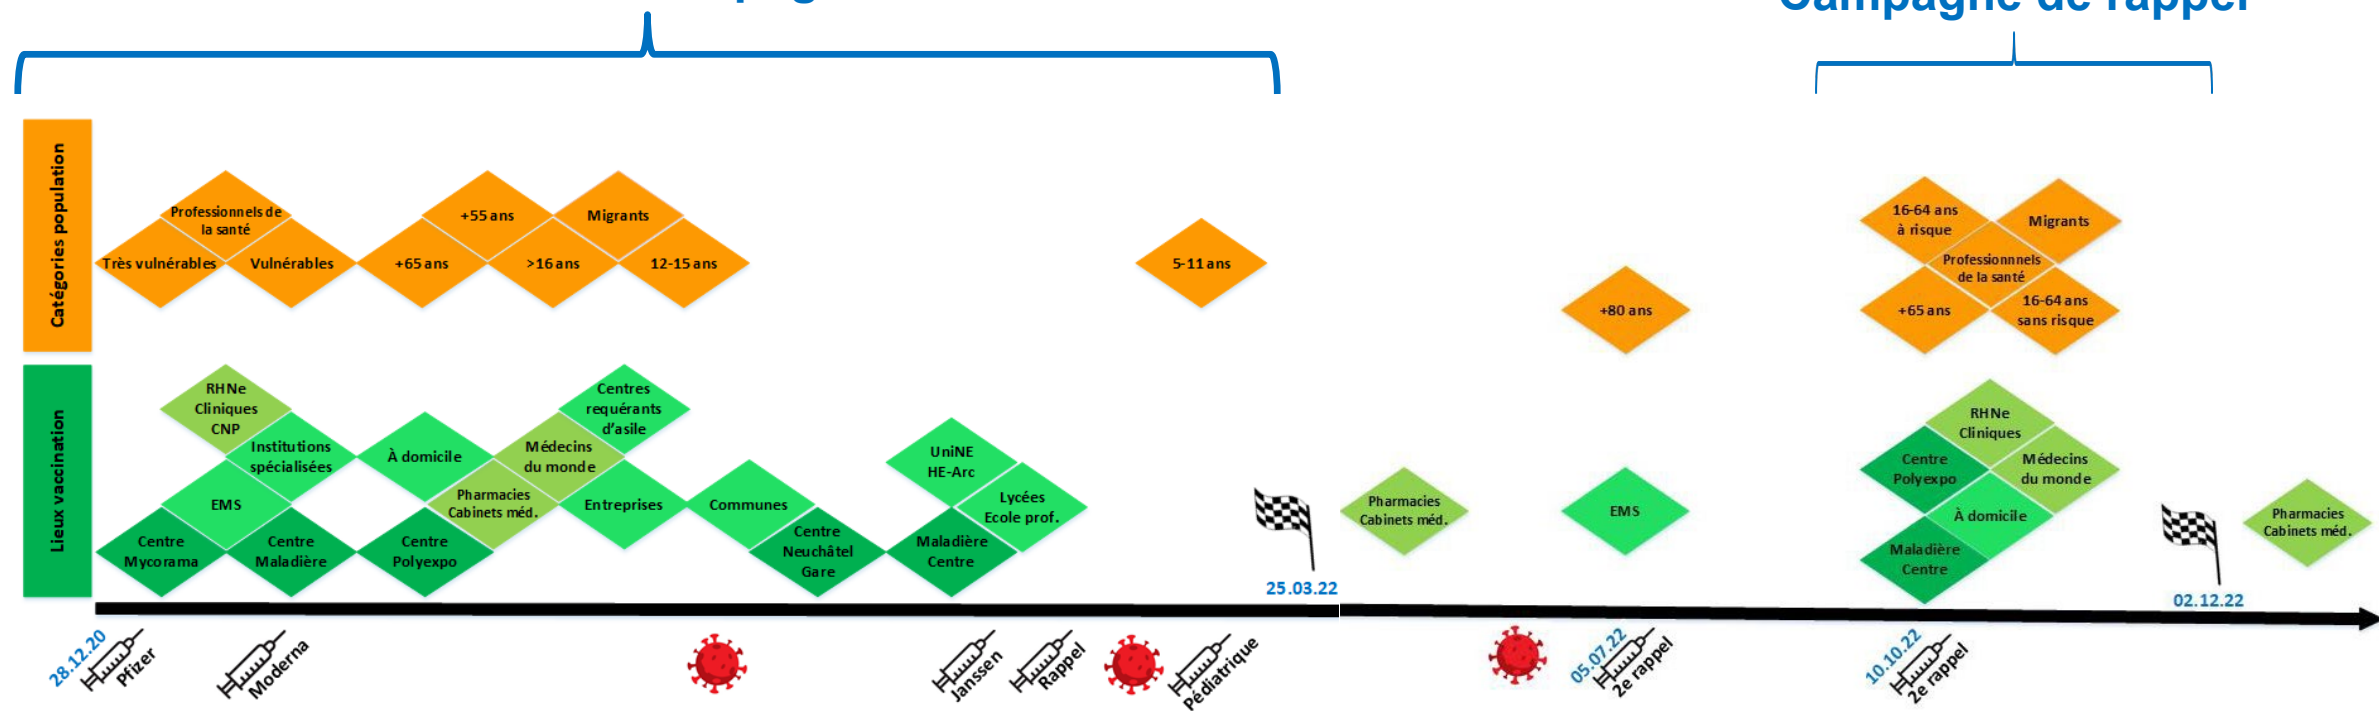 Campagne de rappel
Catégories population
Professionnels de
la santé
+55 ans
Migrants
Très vulnérables
Vulnérables
+65 ans
>16 ans
12-15 ans
5-11 ans
+80 ans
16-64 ans
à risque
Migrants
Professionnnels
de la santé
+65 ans
16-64 ans
sans risque
Lieux vaccination
RHNe
Cliniques
CNP
Institutions
spécialisées
EMS
Centre
Mycorama
Centre
Maladière
À domicile
Centre
Polyexpo
Pharmacies
Cabinets méd.
Médecins
du monde
Centres
requérants
d'asile
Entreprises
Communes
Centre
Neuchâtel
Gare
UniNE
HE-Arc
Lycées
Ecole prof.
Maladière
Centre
25.03.22
Pharmacies
Cabinets méd.
EMS
RHNe
Cliniques
Centre
Polyexpo
Médecins
du monde
À domicile
Maladière
Centre
02.12.22
Pharmacies
Cabinets méd.
28.12.20
Pfizer
Moderna
Janssen
Rappel
Pédiatrique
05.07.22
2e rappel
10.10.22
2e rappel